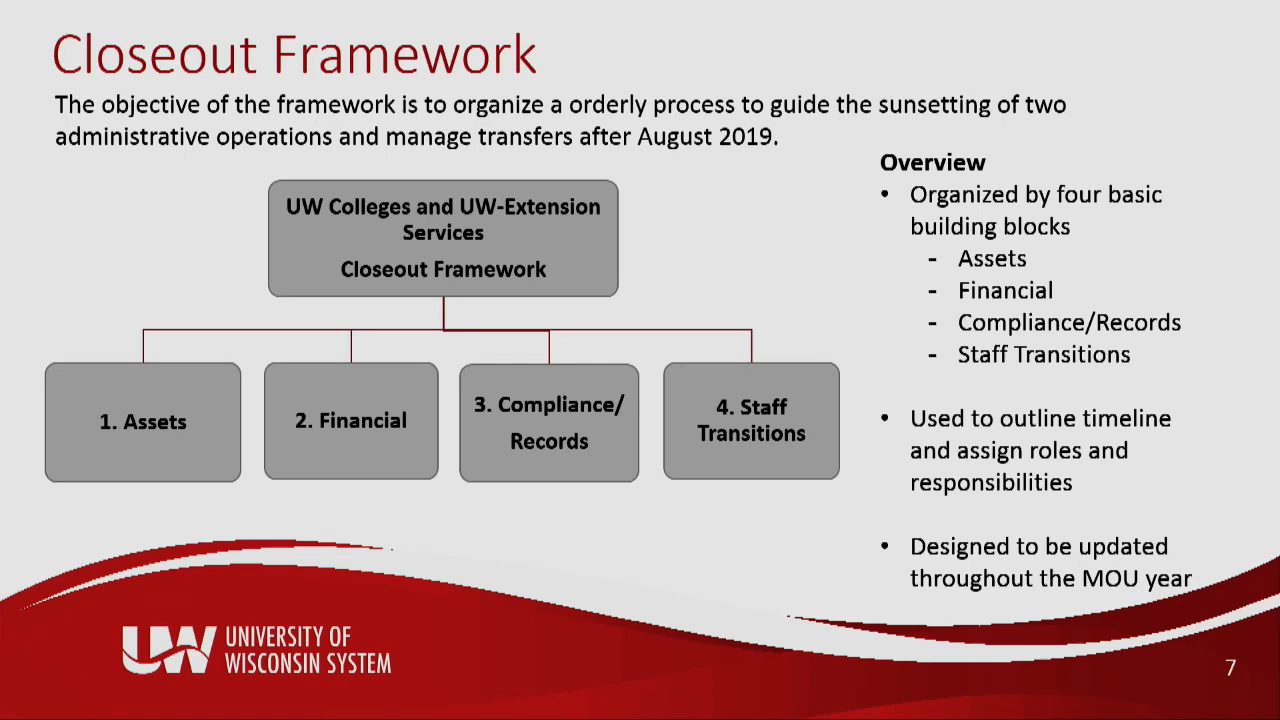 Closeout Framework
The objective of the framework is to organize a orderly process to guide the sunsetting of two
administrative operations and manage transfers after August 2019.
UW Colleges and UW-Extension
Services
Closeout Framework
1. Assets
2. Financial
3. Compliance/
Records
4. Staff
Transitions
Overview
• Organized by four basic
building blocks
- Assets
- Financial
- Compliance/Records
- Staff Transitions
• Used to outline timeline
and assign roles and
responsibilities
• Designed to be updated
throughout the MOU year
UW
UNIVERSITY OF
WISCONSIN SYSTEM
7